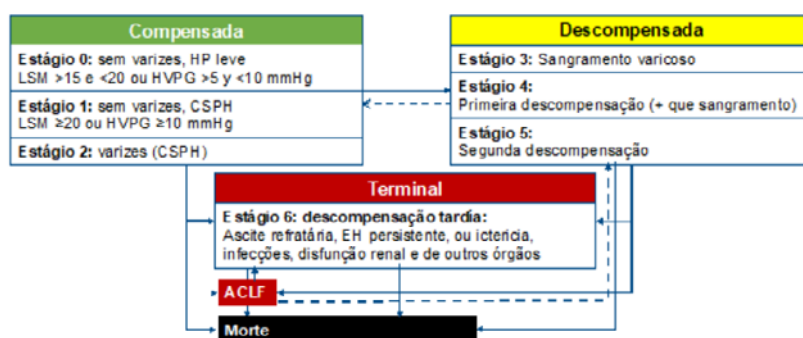 Compensada
Estágio 0: sem varizes, HP leve
LSM >15 e <20 ou HVPG >5 y <10 mmHg
Estágio 1: sem varizes, CSPH
LSM ≥20 ou HVPG ≥10 mmHg
Estágio 2: varizes (CSPH)
Descompensada
Estágio 3: Sangramento varicoso
Estágio 4:
Primeira descompensação (+ que sangramento)
Estágio 5:
Segunda descompensação
Terminal
Estágio 6: descompensação tardia:
Ascite refratária, EH persistente, ou icterícia,
infecções, disfunção renal e de outros órgãos
ACLF
Morte